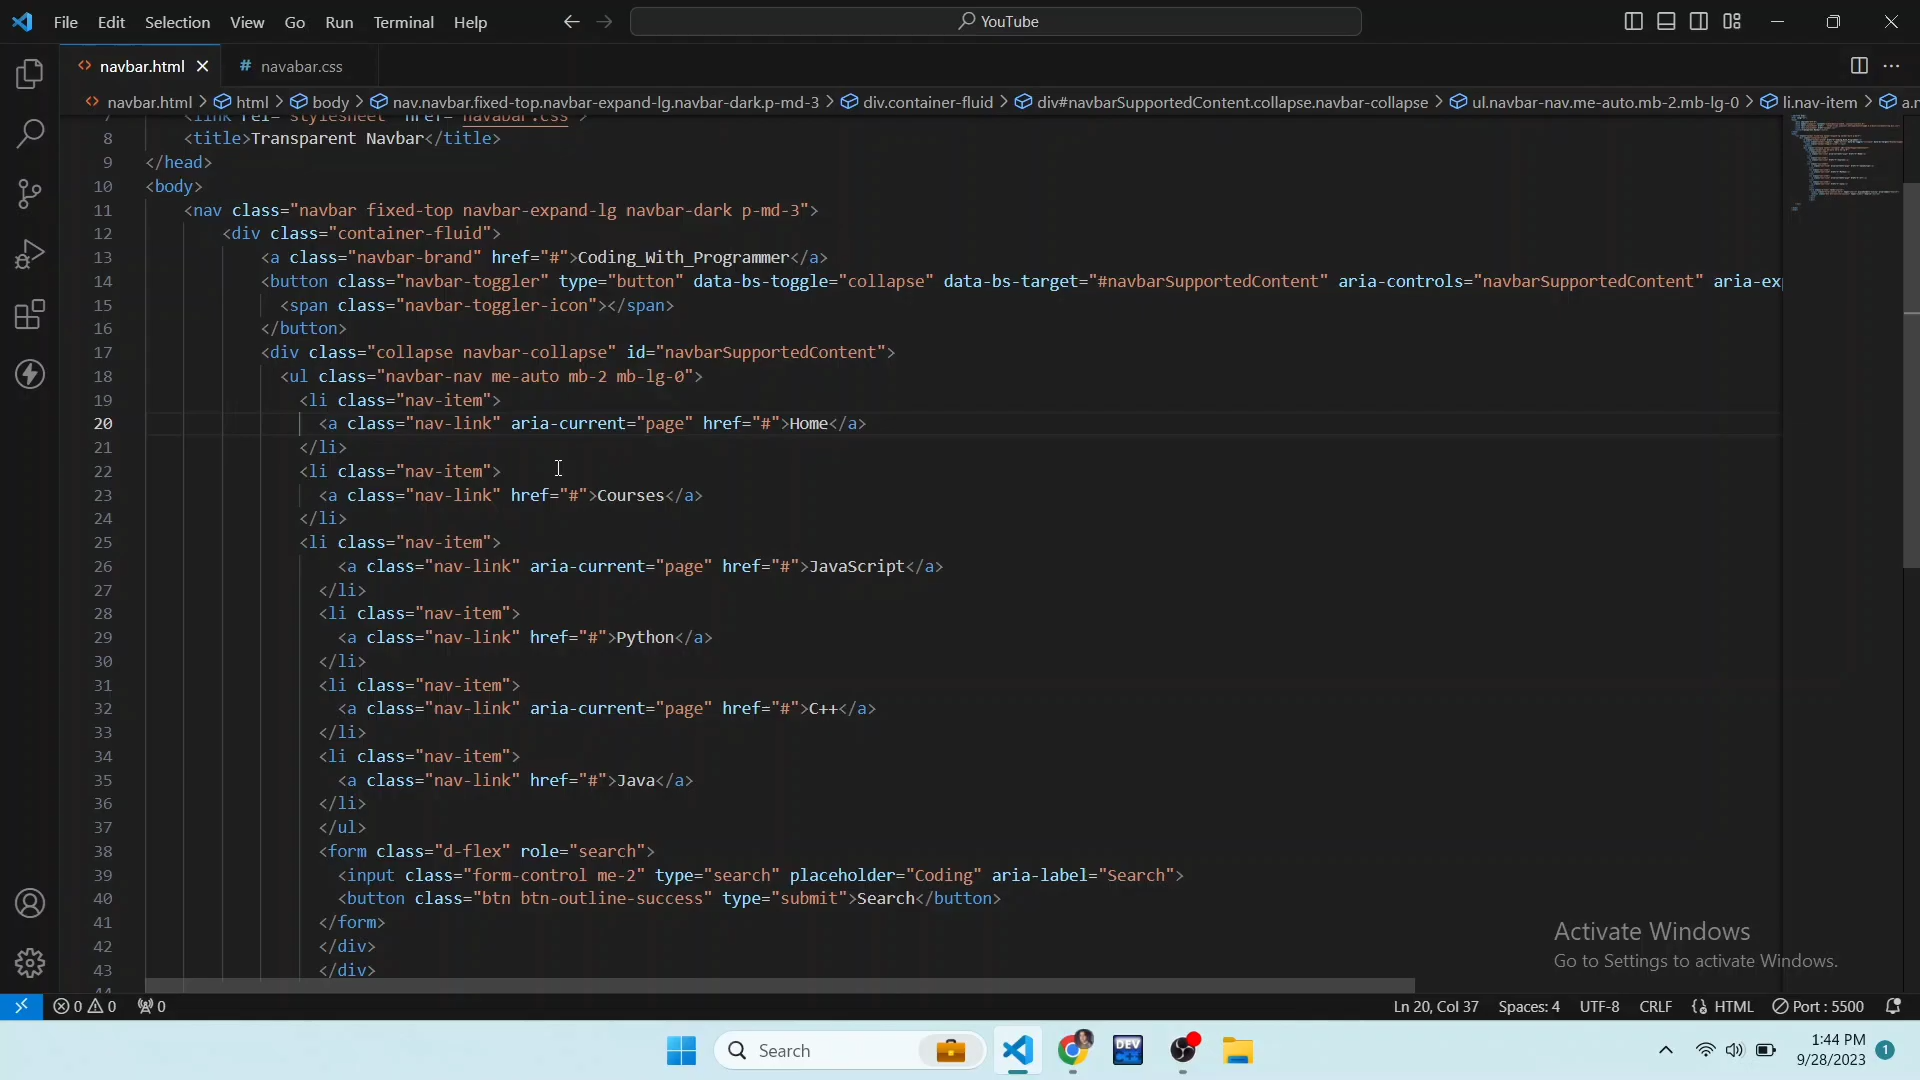 File Edit Selection View Go Run Terminal Help
YouTube
navbar.html
# navabar.css
navbar.html > html > body > nav.navbar.fixed-top.navbar-expand-lg.navbar-dark.p-md-3 > div.container-fluid > div#navbarSupportedContent.collapse.navbar-collapse > ul.navbar-nav.me-auto.mb-2.mb-lg-0 > li.nav-item >
7 <link rel="stylesheet" href="navabar.css">
8 <title>Transparent Navbar</title>
9 </head>
10 <body>
11 <nav class="navbar fixed-top navbar-expand-lg navbar-dark p-md-3">
12 <div class="container-fluid">
13 <a class="navbar-brand" href="#">Coding_With_Programmer</a>
14 <button class="navbar-toggler" type="button" data-bs-toggle="collapse" data-bs-target="#navbarSupportedContent" aria-controls="navbarSupportedContent" aria-exp
15 <span class="navbar-toggler-icon"></span>
16 </button>
17 <div class="collapse navbar-collapse" id="navbarSupportedContent">
18 <ul class="navbar-nav me-auto mb-2 mb-lg-0">
19 <li class="nav-item">
20 <a class="nav-link" aria-current="page" href="#">Home</a>
21 </li>
22 <li class="nav-item">
23 <a class="nav-link" href="#">Courses</a>
24 </li>
25 <li class="nav-item">
26 <a class="nav-link" aria-current="page" href="#">JavaScript</a>
27 </li>
28 <li class="nav-item">
29 <a class="nav-link" href="#">Python</a>
30 </li>
31 <li class="nav-item">
32 <a class="nav-link" aria-current="page" href="#">C++</a>
33 </li>
34 <li class="nav-item">
35 <a class="nav-link" href="#">Java</a>
36 </li>
37 </ul>
38 <form class="d-flex" role="search">
39 <input class="form-control me-2" type="search" placeholder="Coding" aria-label="Search">
40 <button class="btn btn-outline-success" type="submit">Search</button>
41 </form>
42 </div>
43 </div>
Activate Windows
Go to Settings to activate Windows.
0 0 0
Ln 20, Col 37 Spaces: 4 UTF-8 CRLF {} HTML Port : 5500
Search
DEV
1:44 PM
9/28/2023
1